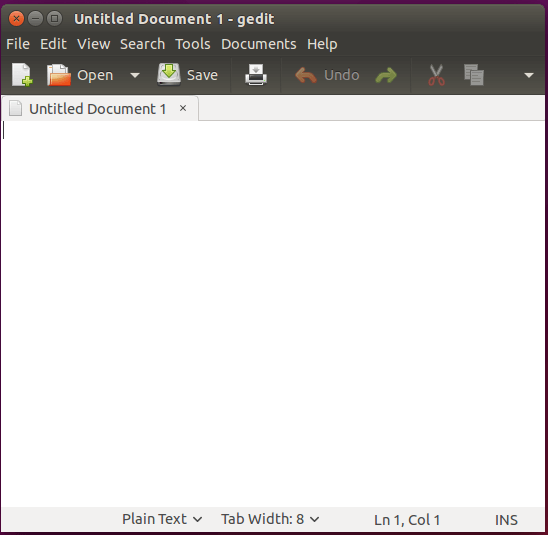 Untitled Document 1 - gedit
File Edit View Search Tools Documents Help
Open Save Undo
Untitled Document 1 ×
Plain Text Tab Width: 8 Ln 1, Col 1 INS